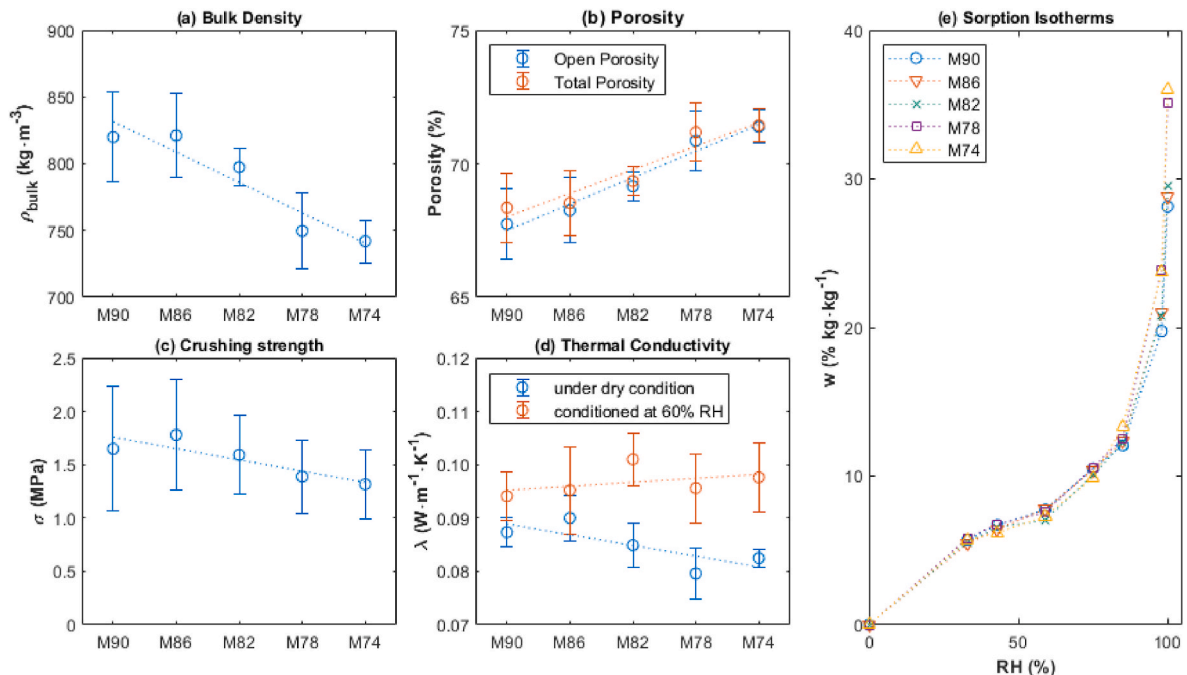 (a) Bulk Density
900
850
800
750
700
ρbulk (kg·m⁻³)
M90 M86 M82 M78 M74
(b) Porosity
Open Porosity
Total Porosity
75
70
65
Porosity (%)
M90 M86 M82 M78 M74
(c) Crushing strength
2.5
2.0
1.5
1.0
0.5
0
σ (MPa)
M90 M86 M82 M78 M74
(d) Thermal Conductivity
under dry condition
conditioned at 60% RH
0.12
0.11
0.10
0.09
0.08
0.07
λ (W·m⁻¹·K⁻¹)
M90 M86 M82 M78 M74
(e) Sorption Isotherms
M90
M86
M82
M78
M74
40
30
20
10
0
w (% kg·kg⁻¹)
0 50 100
RH (%)